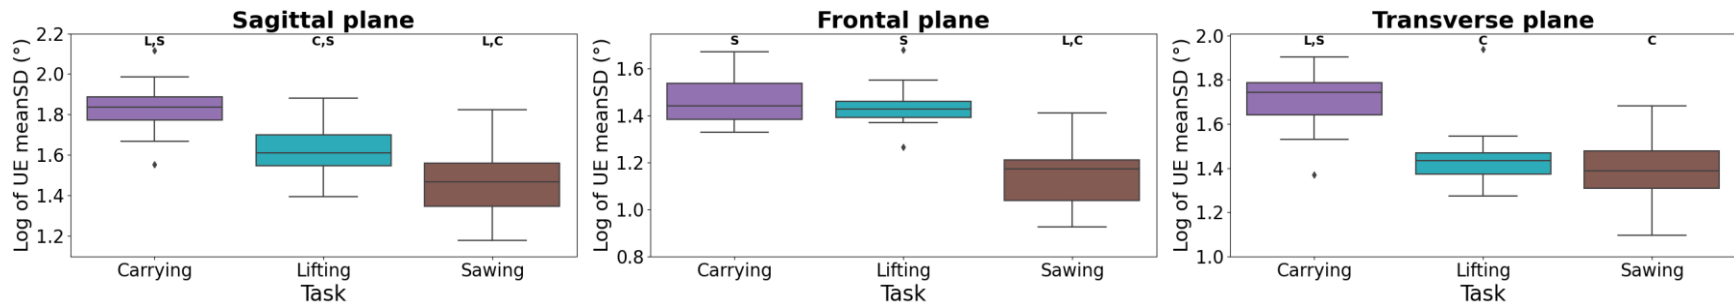 Sagittal plane
Log of UE meanSD (°)
2.2
2.0
1.8
1.6
1.4
1.2
L,S
C,S
L,C
Carrying
Lifting
Sawing
Task
Frontal plane
Log of UE meanSD (°)
1.6
1.4
1.2
1.0
0.8
S
S
L,C
Carrying
Lifting
Sawing
Task
Transverse plane
Log of UE meanSD (°)
2.0
1.8
1.6
1.4
1.2
1.0
L,S
C
C
Carrying
Lifting
Sawing
Task